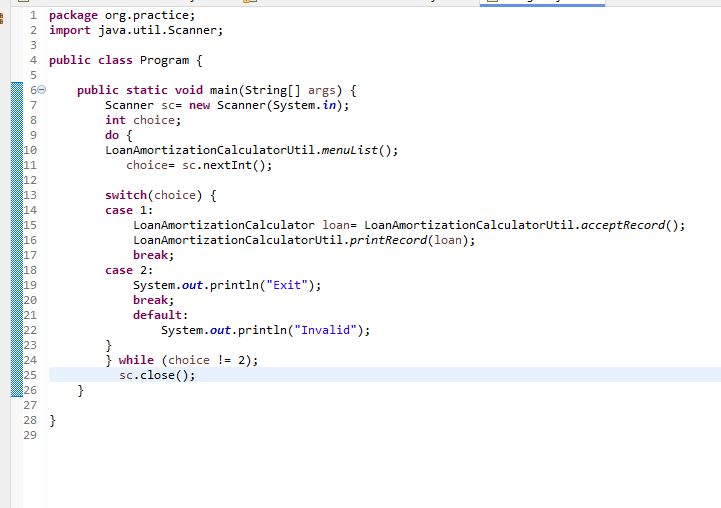 1 package org.practice;
2 import java.util.Scanner;
3
4 public class Program {
5
6 public static void main(String[] args) {
7 Scanner sc= new Scanner(System.in);
8 int choice;
9 do {
10 LoanAmortizationCalculatorUtil.menuList();
11 choice= sc.nextInt();
12
13 switch(choice) {
14 case 1:
15 LoanAmortizationCalculator loan= LoanAmortizationCalculatorUtil.acceptRecord();
16 LoanAmortizationCalculatorUtil.printRecord(loan);
17 break;
18 case 2:
19 System.out.println("Exit");
20 break;
21 default:
22 System.out.println("Invalid");
23 }
24 } while (choice != 2);
25 sc.close();
26 }
27
28 }
29